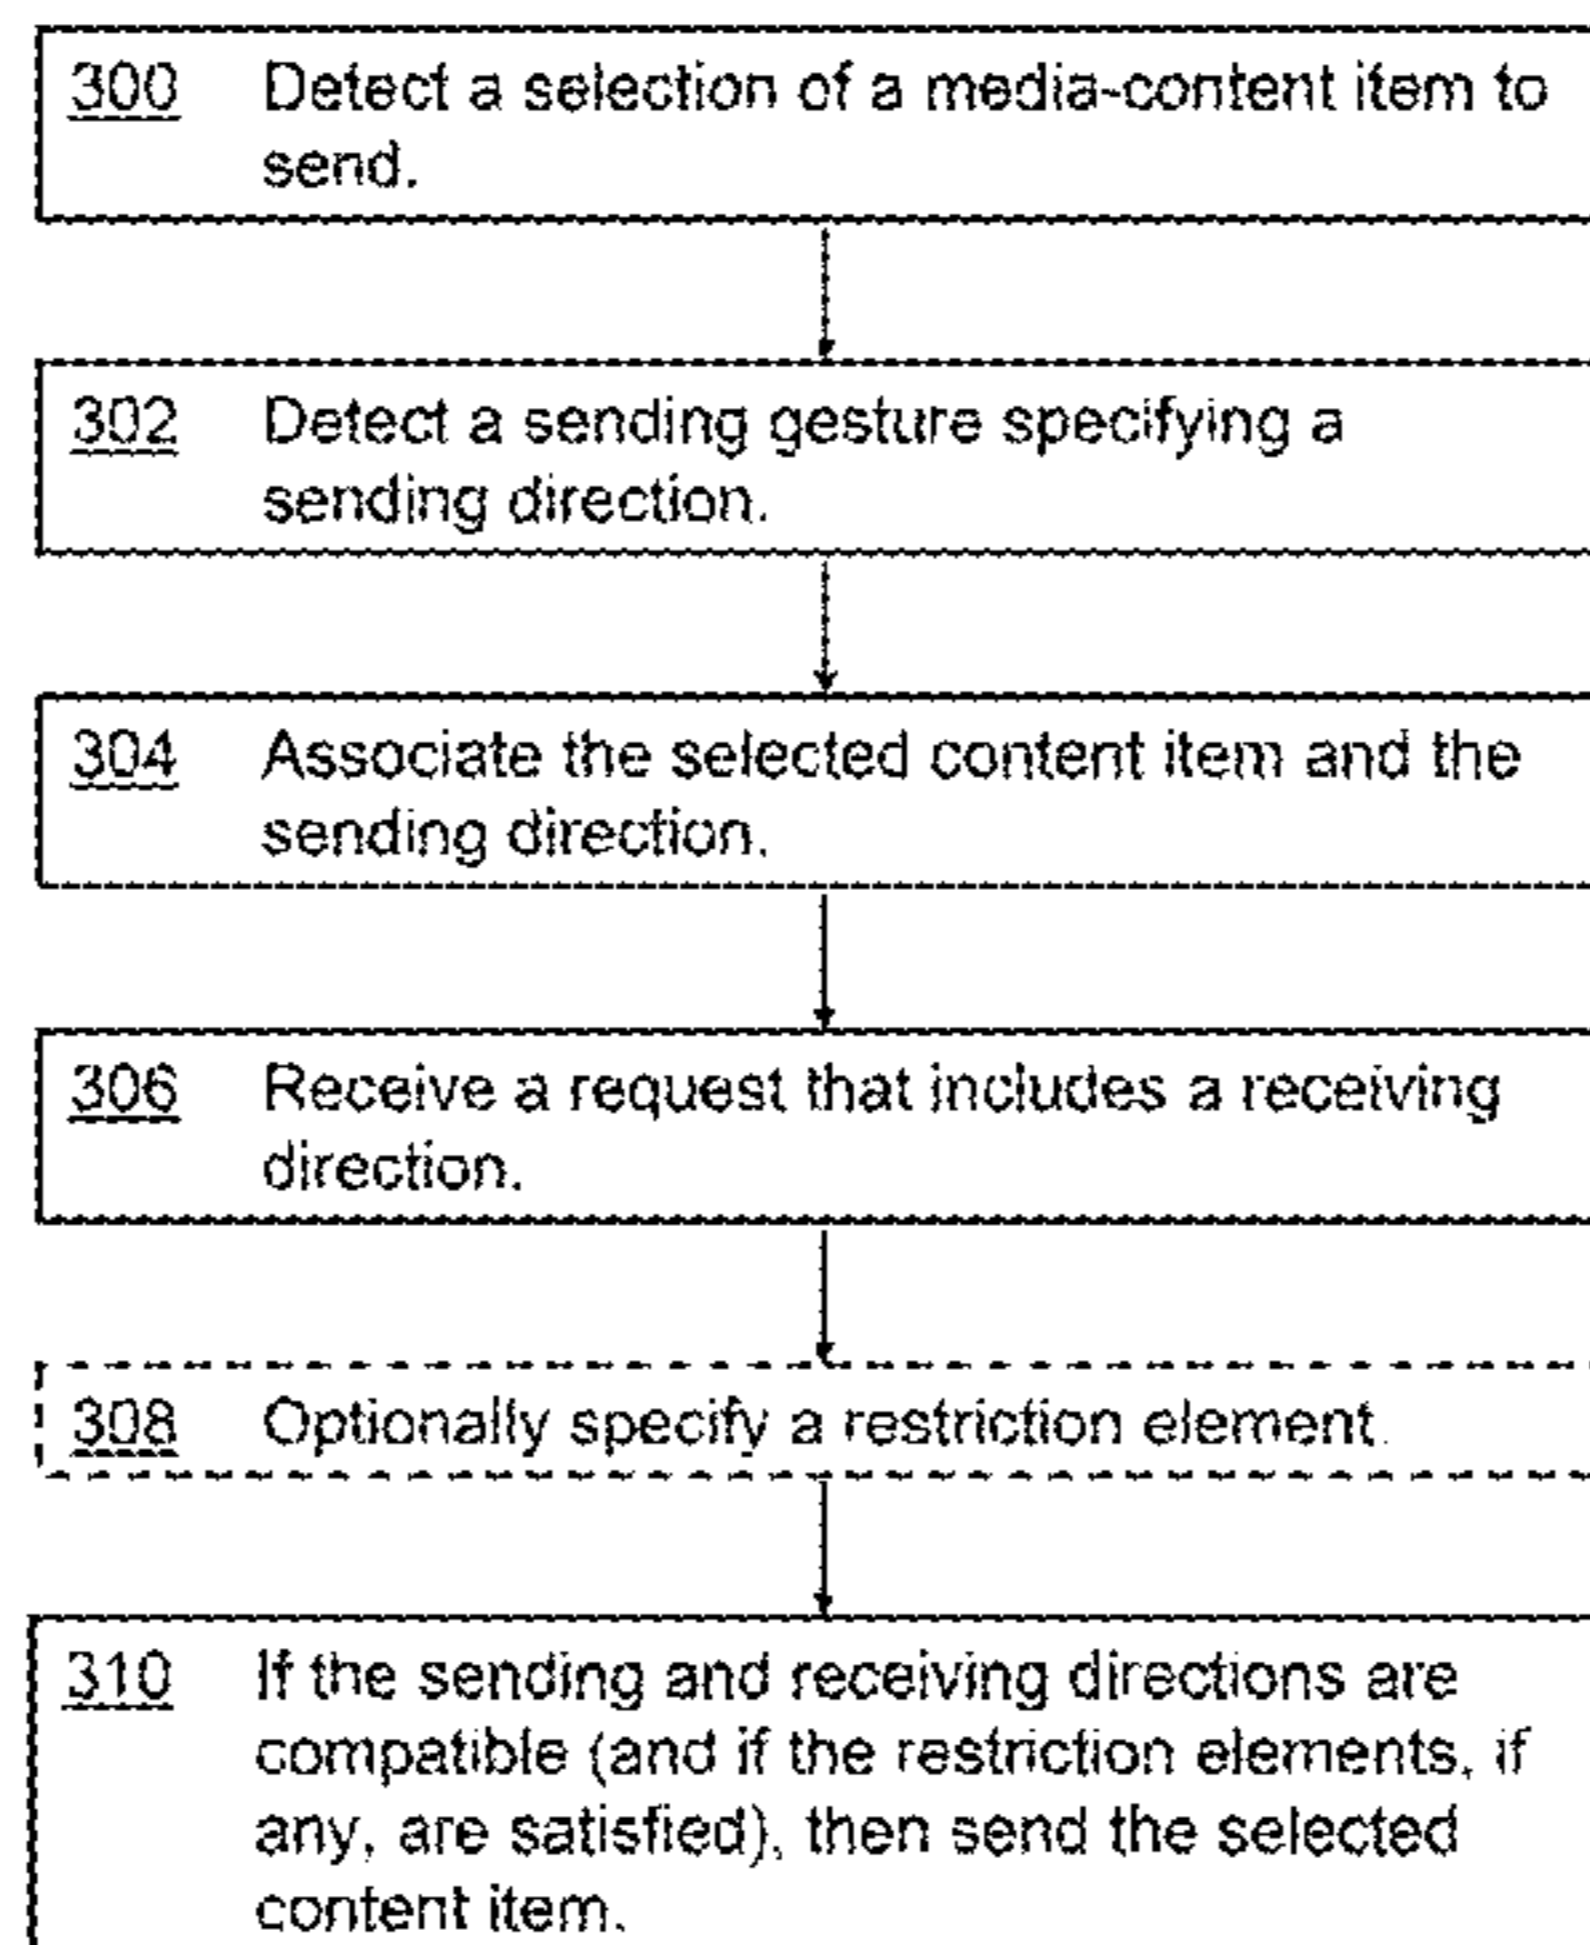 300 Detect a selection of a media-content item to
send.
302 Detect a sending gesture specifying a
sending direction.
304 Associate the selected content item and the
sending direction.
306 Receive a request that includes a receiving
direction.
308 Optionally specify a restriction element.
310 If the sending and receiving directions are
compatible (and if the restriction elements, if
any, are satisfied), then send the selected
content item.